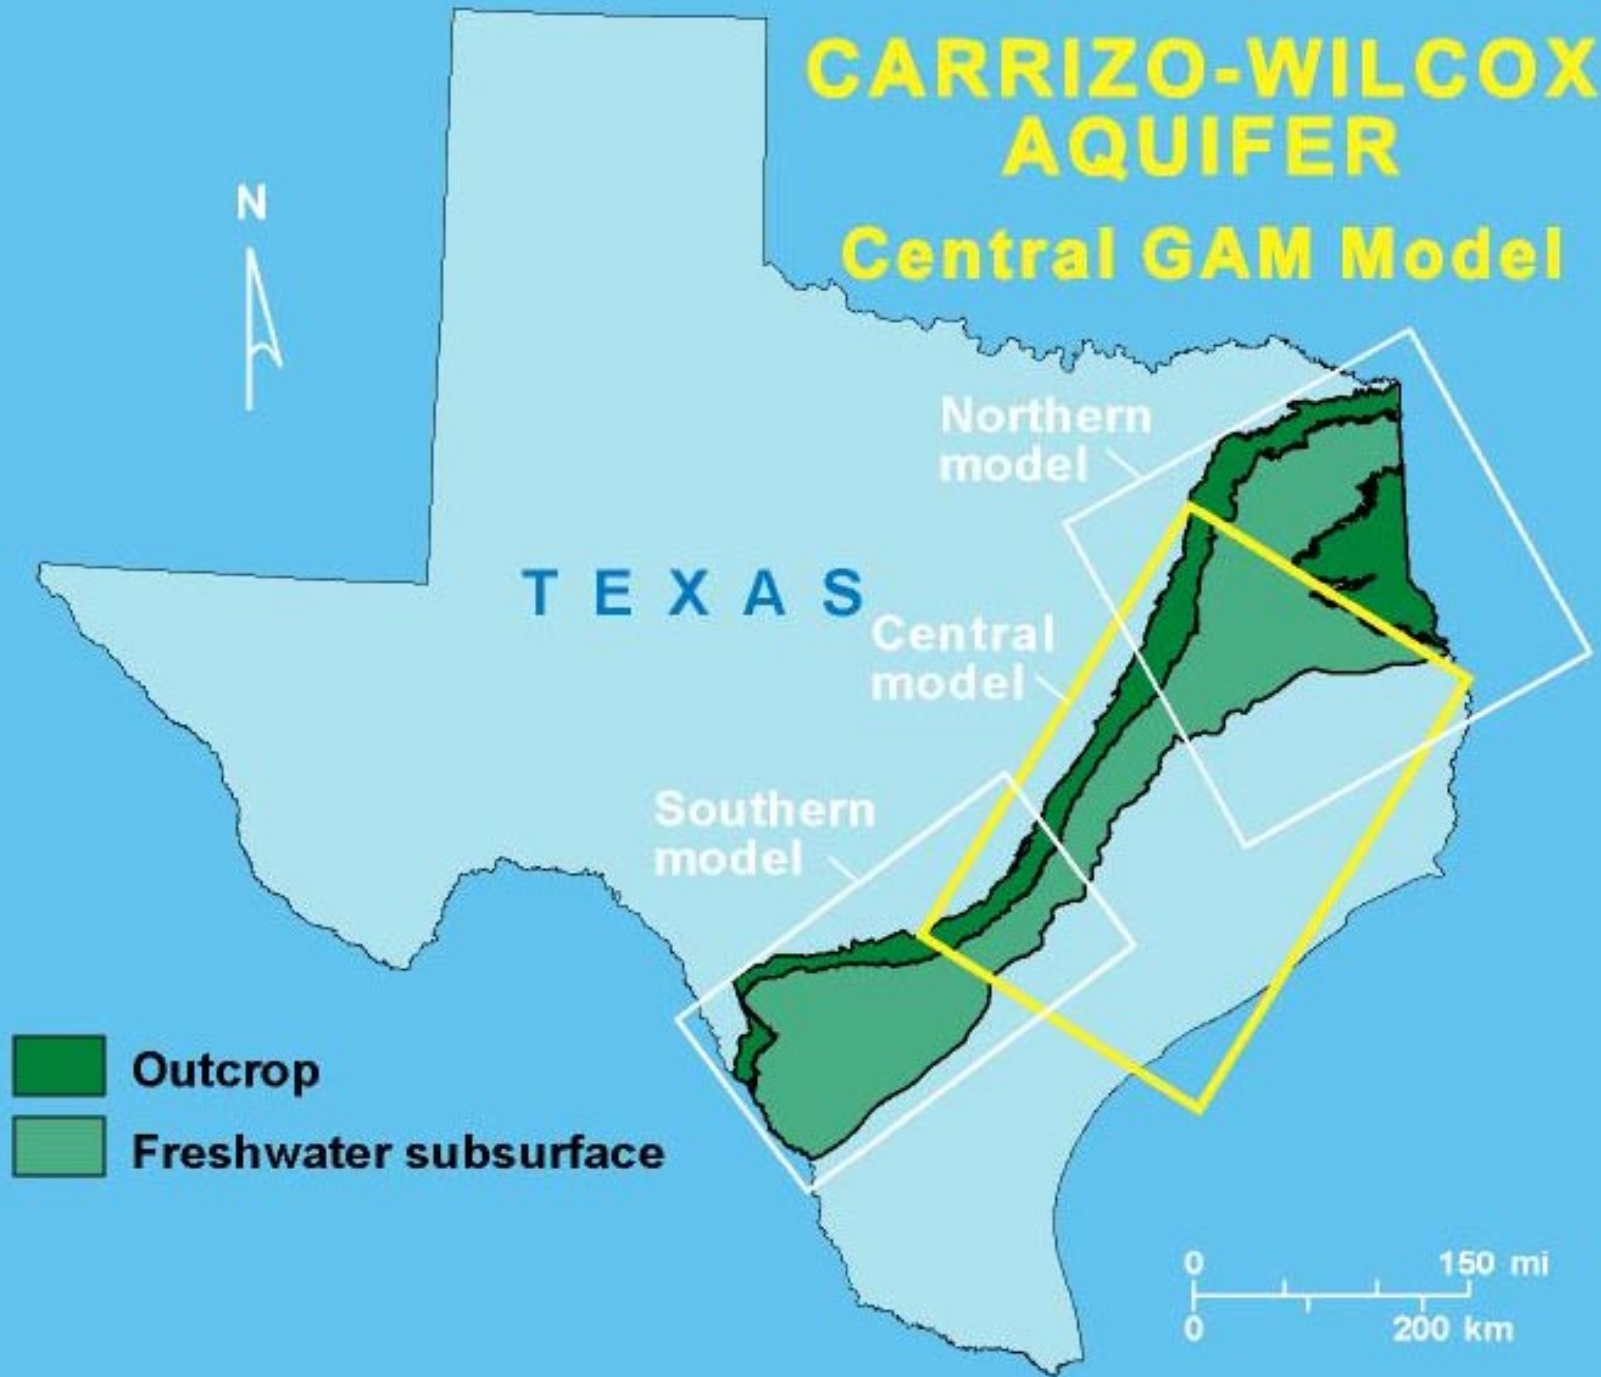 CARRIZO-WILCOX
AQUIFER
Central GAM Model
N
Northern
model
TEXAS
Central
model
Southern
model
Outcrop
Freshwater subsurface
0 150 mi
0 200 km